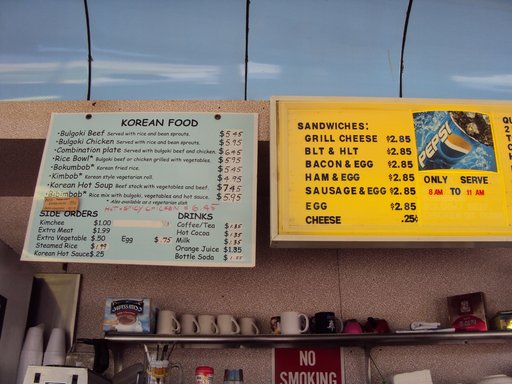 KOREAN FOOD
•Bulgoki Beef Served with rice and bean sprouts. $5.45
•Bulgoki Chicken Served with rice and bean sprouts. $5.95
•Combination plate Served with bulgoki beef and chicken. $6.45
•Rice Bowl* Bulgoki beef or chicken grilled with vegetables. $5.75
•Bokumbob* Korean fried rice. $5.45
•Kimbob* Korean style vegetarian roll. $4.95
•Korean Hot Soup Beef stock with vegetables and beef. $7.45
•Bibimbob* Rice mix with bulgoki, vegetables and hot sauce. $5.95
* Also available as a vegetarian dish
HOT SPICY CHICKEN $6.45
SIDE ORDERS
Kimchee $1.00
Extra Meat $1.99
Extra Vegetable $.50
Steamed Rice $1.99
Korean Hot Sauce $.25
Egg $.75
DRINKS
Coffee/Tea $1.35
Hot Cocoa $1.35
Milk $1.35
Orange Juice $1.35
Bottle Soda
SANDWICHES:
GRILL CHEESE $2.85
BLT & HLT $2.85
BACON & EGG $2.85
HAM & EGG $2.85
SAUSAGE & EGG $2.85
EGG $2.85
CHEESE .25¢
PEPSI
ONLY SERVE
8 AM TO 11 AM
SWISS MISS
NO
SMOKING